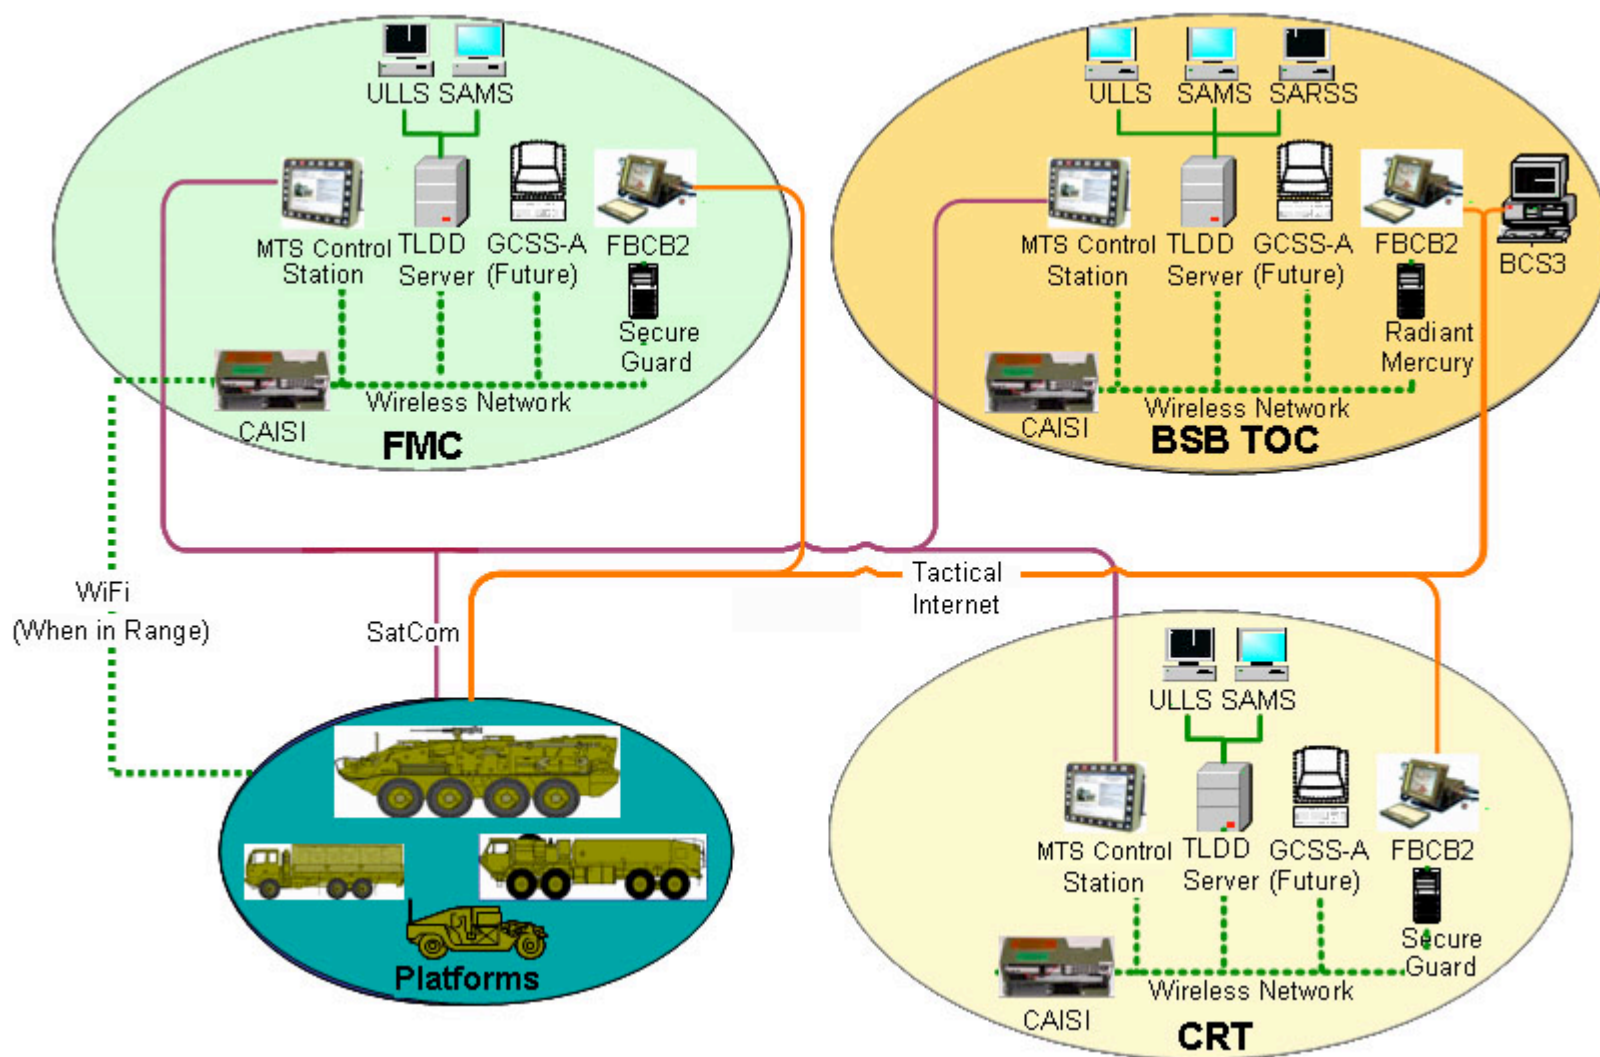 ULLS SAMS
MTS Control
Station
TLDD
Server
GCSS-A
(Future)
FBCB2
Secure
Guard
CAISI
Wireless Network
FMC
ULLS
SAMS
SARSS
MTS Control
Station
TLDD
Server
GCSS-A
(Future)
FBCB2
BCS3
Radiant
Mercury
CAISI
Wireless Network
BSB TOC
WiFi
(When in Range)
SatCom
Tactical
Internet
Platforms
ULLS SAMS
MTS Control
Station
TLDD
Server
GCSS-A
(Future)
FBCB2
Secure
Guard
CAISI
Wireless Network
CRT